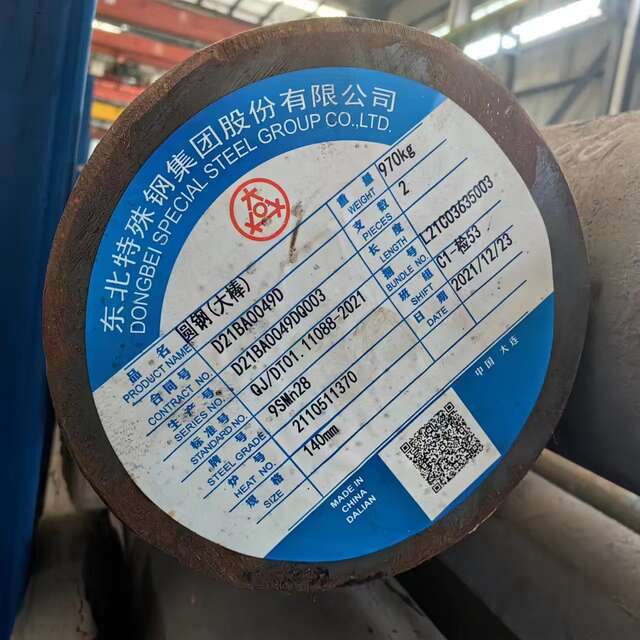 东北特殊钢集团股份有限公司
DONGBEI SPECIAL STEEL GROUP CO.,LTD.
品名 圆钢(大棒)
PRODUCT NAME
合同号 D21BA0049D
CONTRACT NO.
生产号 D21BA0049DQ003
SERIES NO.
标准号 QJ/DT01.11088-2021
STANDARD NO.
牌号 9SMn28
STEEL GRADE
炉号 2110511370
HEAT NO.
规格 140mm
SIZE
重量 970kg
WEIGHT
支数 2
PIECES
长度
LENGTH
捆号 L2TC03635003
BUNDLE NO.
班组 C1-检53
SHIFT
日期 2021/12/23
中国 大连
MADE IN
CHINA
DALIAN